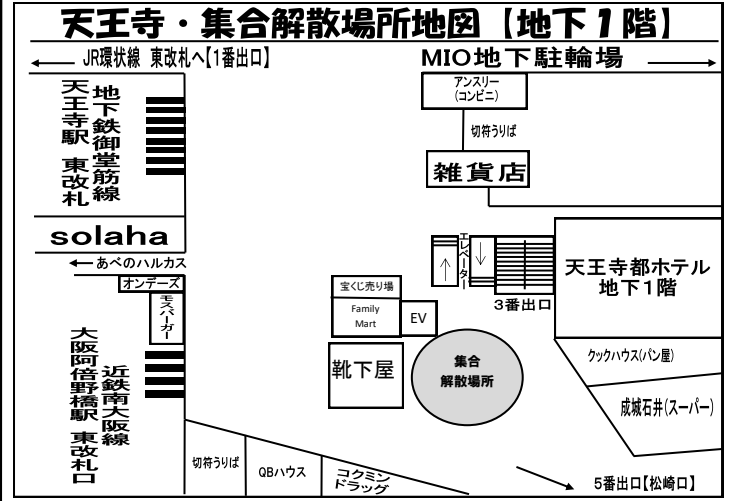 天王寺・集合解散場所地図【地下１階】
JR環状線 東改札へ【1番出口】
MIO地下駐輪場
アンスリー
(コンビニ)
切符うりば
雑貨店
地下鉄御堂筋線
天王寺駅 東改札
solaha
あべのハルカス
オンデーズ
モスバーガー
近鉄南大阪線
大阪阿倍野橋駅 東改札口
エレベーター
3番出口
天王寺都ホテル
地下1階
宝くじ売り場
Family
Mart
EV
靴下屋
集合
解散場所
クックハウス(パン屋)
成城石井(スーパー)
切符うりば
QBハウス
コクミン
ドラッグ
5番出口【松崎口】